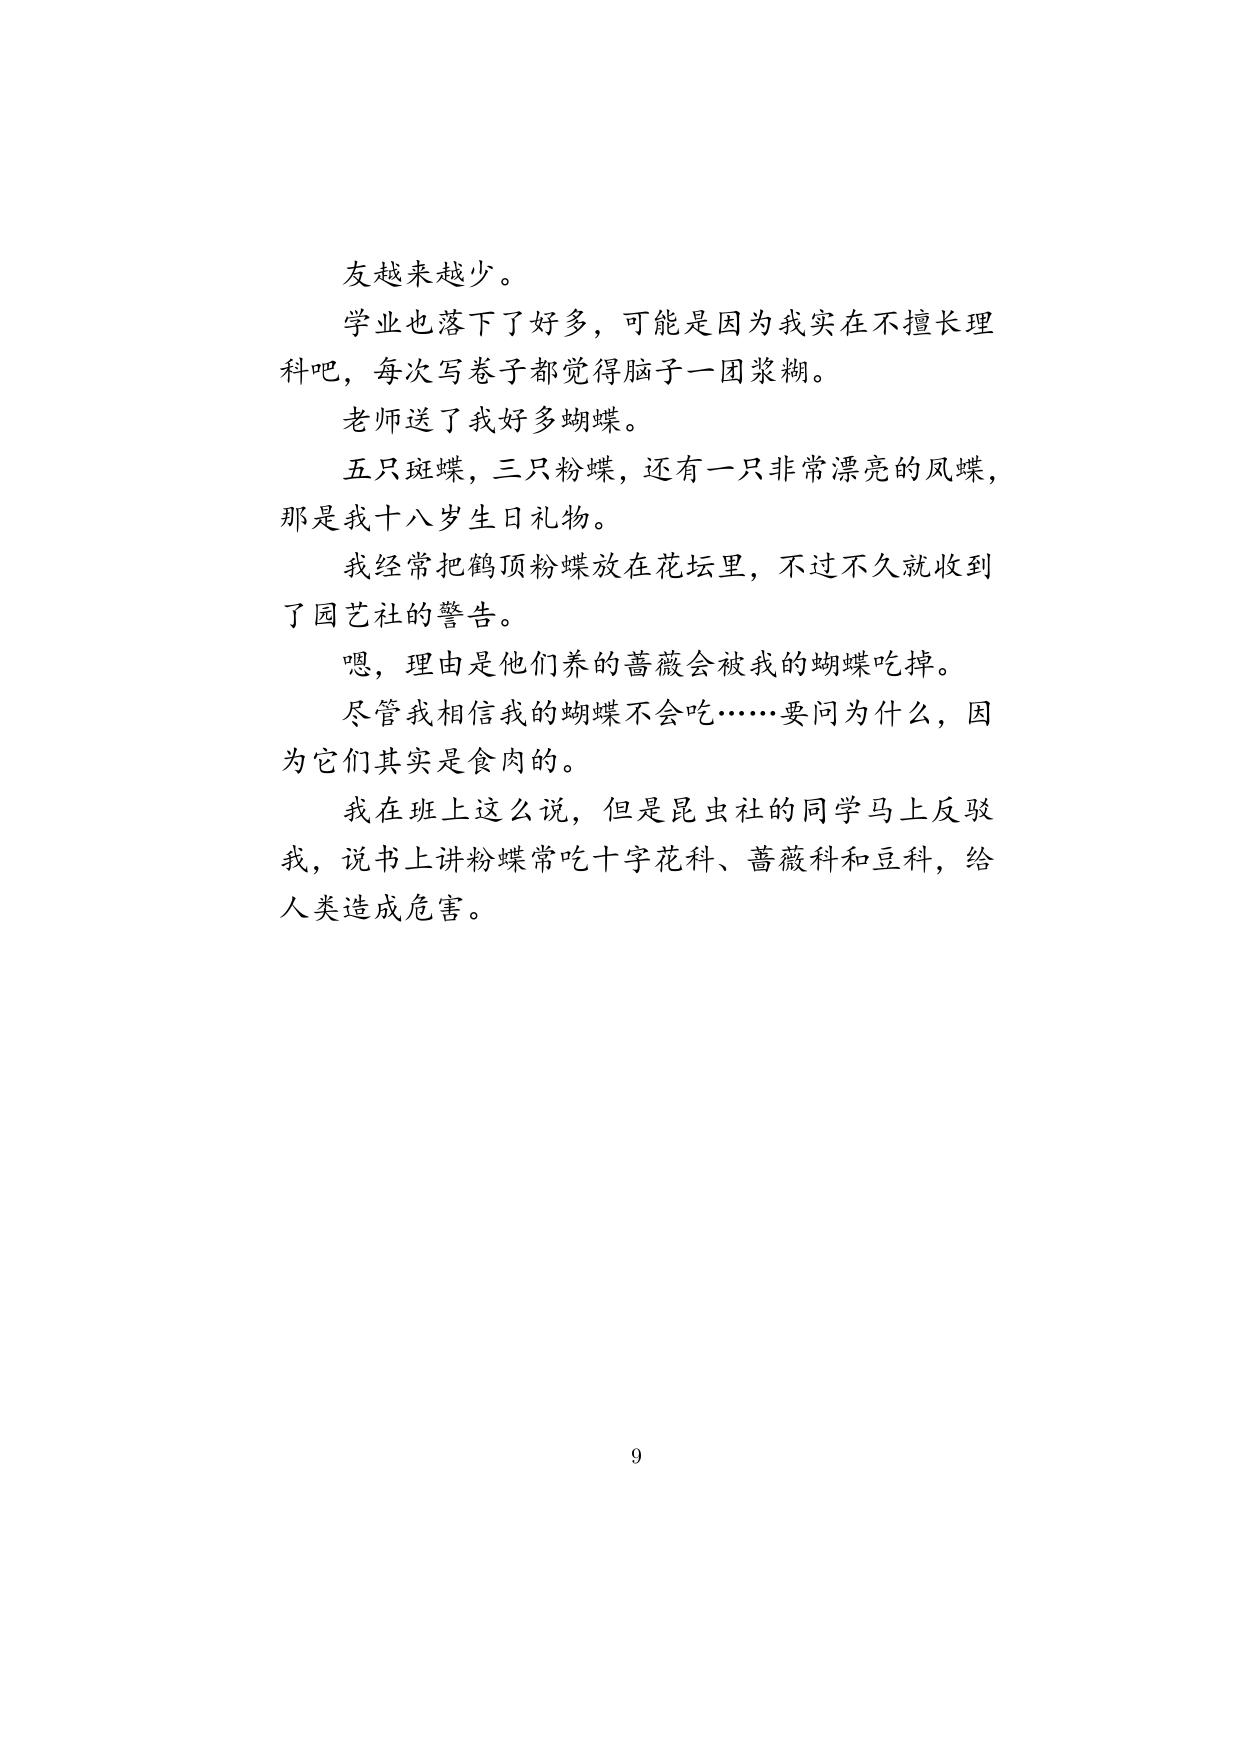 友越来越少。
学业也落下了好多，可能是因为我实在不擅长理
科吧，每次写卷子都觉得脑子一团浆糊。
老师送了我好多蝴蝶。
五只斑蝶，三只粉蝶，还有一只非常漂亮的凤蝶，
那是我十八岁生日礼物。
我经常把鹤顶粉蝶放在花坛里，不过不久就收到
了园艺社的警告。
嗯，理由是他们养的蔷薇会被我的蝴蝶吃掉。
尽管我相信我的蝴蝶不会吃……要问为什么，因
为它们其实是食肉的。
我在班上这么说，但是昆虫社的同学马上反驳
我，说书上讲粉蝶常吃十字花科、蔷薇科和豆科，给
人类造成危害。
9